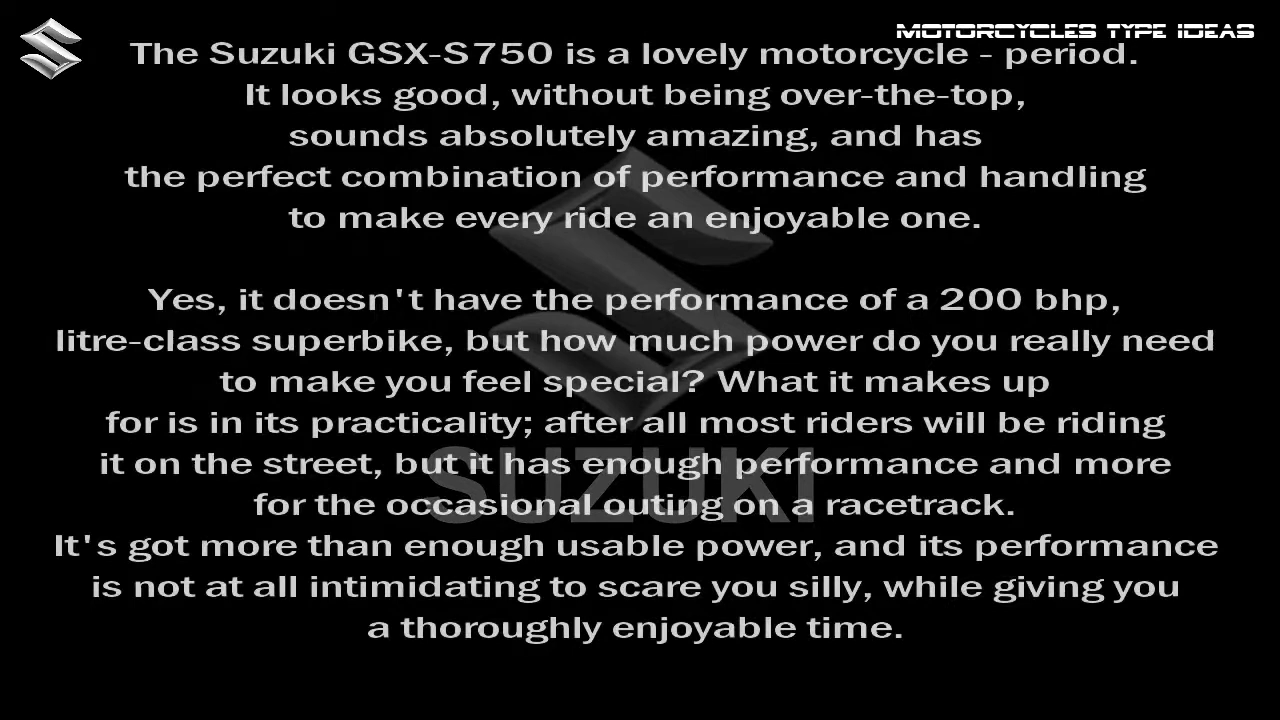 MOTORCYCLES TYPE IDEAS
The Suzuki GSX-S750 is a lovely motorcycle - period.
It looks good, without being over-the-top,
sounds absolutely amazing, and has
the perfect combination of performance and handling
to make every ride an enjoyable one.
Yes, it doesn't have the performance of a 200 bhp,
litre-class superbike, but how much power do you really need
to make you feel special? What it makes up
for is in its practicality; after all most riders will be riding
it on the street, but it has enough performance and more
for the occasional outing on a racetrack.
SUZUKI
It's got more than enough usable power, and its performance
is not at all intimidating to scare you silly, while giving you
a thoroughly enjoyable time.